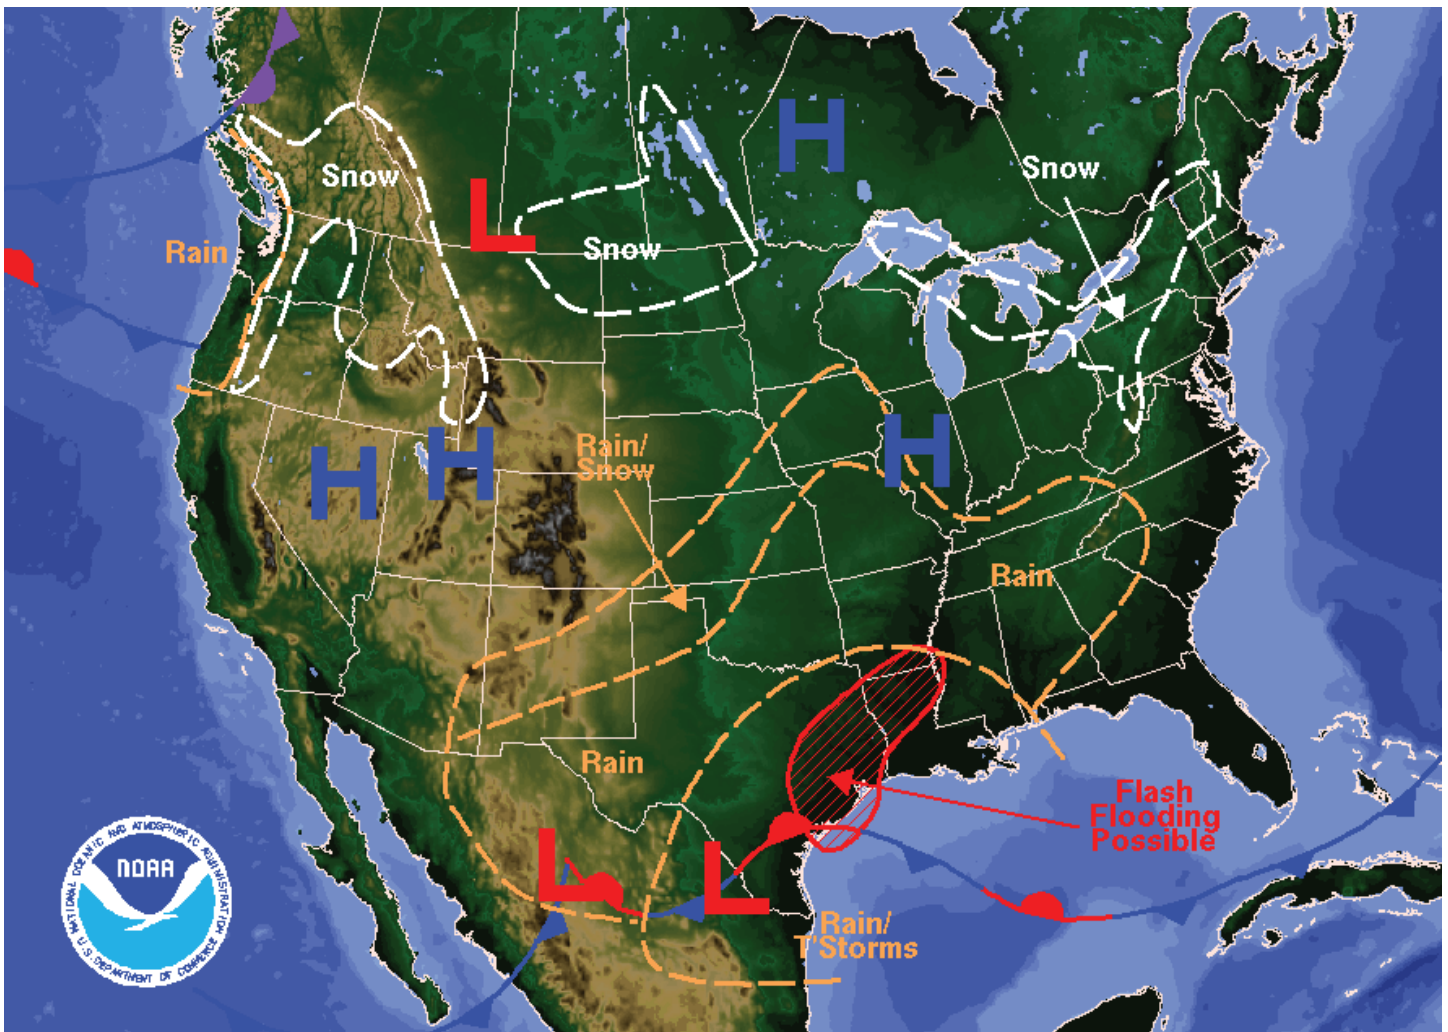 H
Snow
Snow
L
Rain
Snow
H
Rain/
Snow
H
H
Rain
Rain
Flash
Flooding
Possible
L
L
Rain/
T'Storms
NATIONAL OCEANIC AND ATMOSPHERIC ADMINISTRATION
NOAA
U.S. DEPARTMENT OF COMMERCE